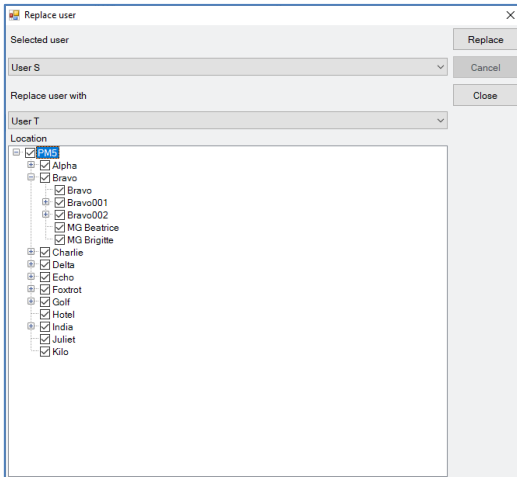 Replace user
Selected user
Replace
User S
Cancel
Replace user with
Close
User T
Location
PM5
Alpha
Bravo
Bravo
Bravo001
Bravo002
MG Beatrice
MG Brigitte
Charlie
Delta
Echo
Foxtrot
Golf
Hotel
India
Juliet
Kilo